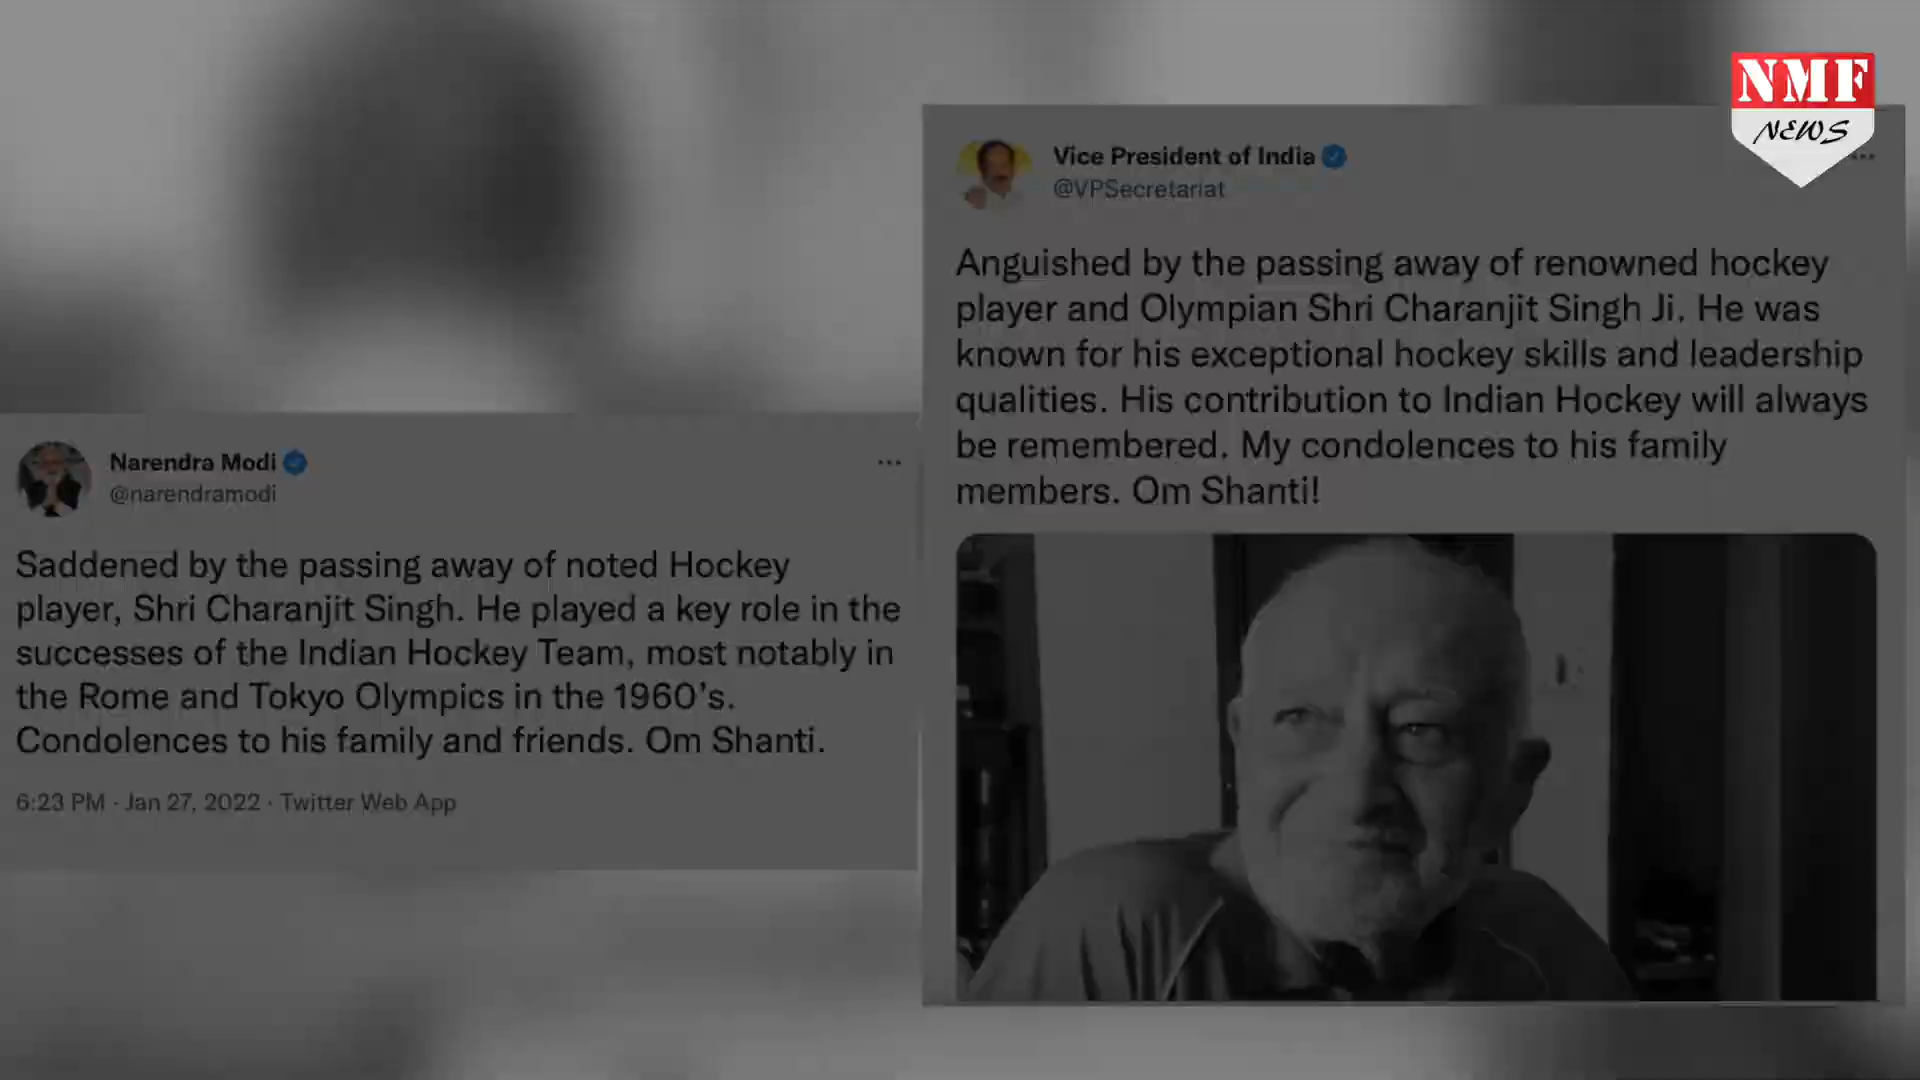 NMF
NEWS
Vice President of India
@VPSecretariat
Anguished by the passing away of renowned hockey
player and Olympian Shri Charanjit Singh Ji. He was
known for his exceptional hockey skills and leadership
qualities. His contribution to Indian Hockey will always
be remembered. My condolences to his family
members. Om Shanti!
Narendra Modi
@narendramodi
Saddened by the passing away of noted Hockey
player, Shri Charanjit Singh. He played a key role in the
successes of the Indian Hockey Team, most notably in
the Rome and Tokyo Olympics in the 1960's.
Condolences to his family and friends. Om Shanti.
6:23 PM · Jan 27, 2022 · Twitter Web App